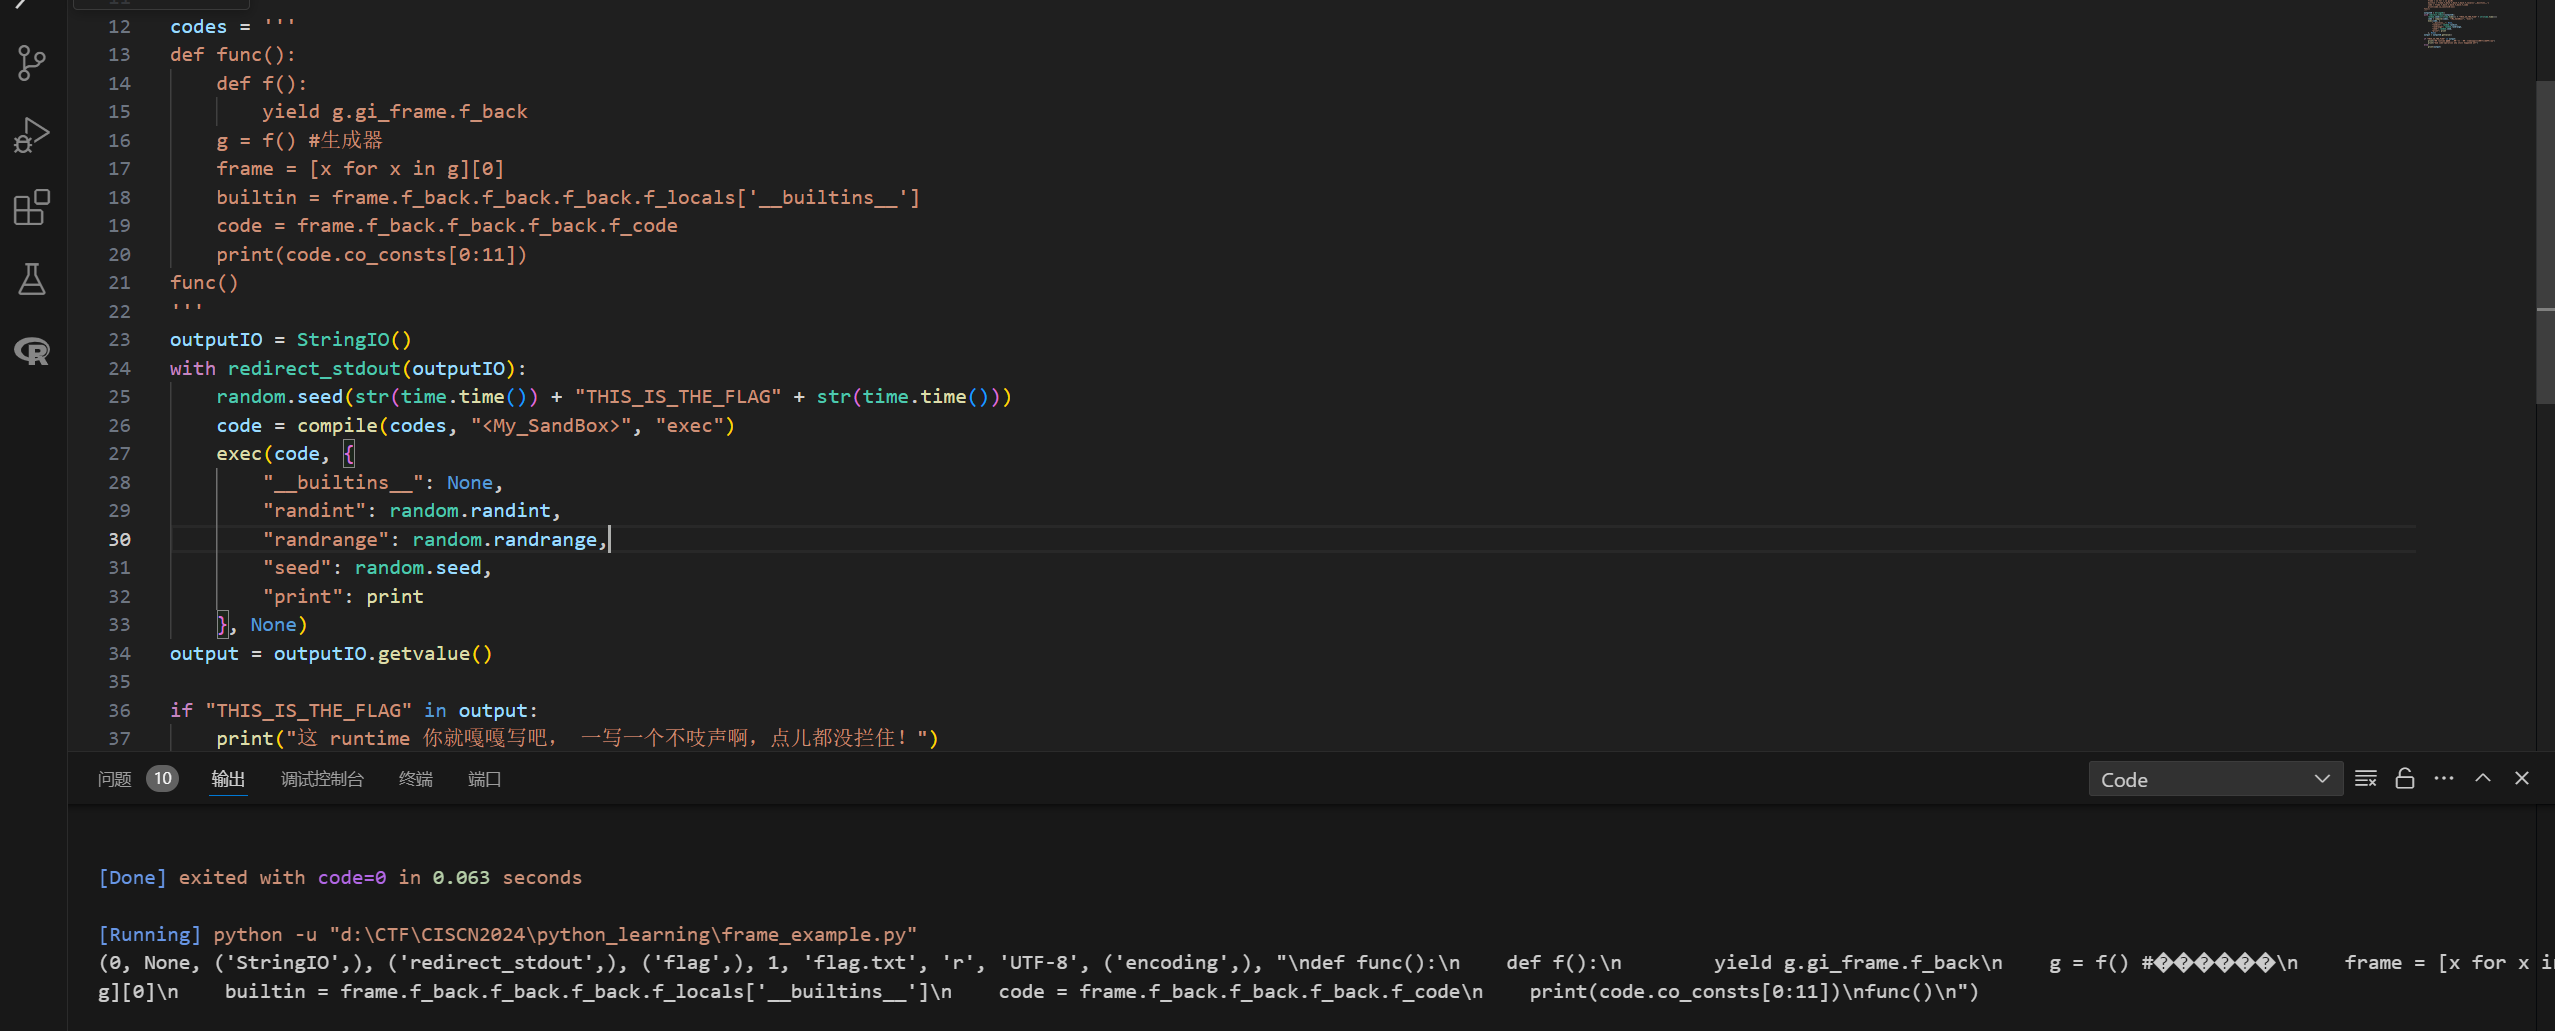 12 codes = '''
13 def func():
14     def f():
15         yield g.gi_frame.f_back
16     g = f() #生成器
17     frame = [x for x in g][0]
18     builtin = frame.f_back.f_back.f_back.f_locals['__builtins__']
19     code = frame.f_back.f_back.f_back.f_code
20     print(code.co_consts[0:11])
21 func()
22 '''
23 outputIO = StringIO()
24 with redirect_stdout(outputIO):
25     random.seed(str(time.time()) + "THIS_IS_THE_FLAG" + str(time.time()))
26     code = compile(codes, "<My_SandBox>", "exec")
27     exec(code, {
28         "__builtins__": None,
29         "randint": random.randint,
30         "randrange": random.randrange,
31         "seed": random.seed,
32         "print": print
33     }, None)
34 output = outputIO.getvalue()
35
36 if "THIS_IS_THE_FLAG" in output:
37     print("这 runtime 你就嘎嘎写吧， 一写一个不吱声啊，点儿都没拦住！")
问题 10 输出 调试控制台 终端 端口 Code
[Done] exited with code=0 in 0.063 seconds
[Running] python -u "d:\CTF\CISCN2024\python_learning\frame_example.py"
(0, None, ('StringIO',), ('redirect_stdout',), ('flag',), 1, 'flag.txt', 'r', 'UTF-8', ('encoding',), "\ndef func():\n    def f():\n        yield g.gi_frame.f_back\n    g = f() #������\n    frame = [x for x in
g][0]\n    builtin = frame.f_back.f_back.f_back.f_locals['__builtins__']\n    code = frame.f_back.f_back.f_back.f_code\n    print(code.co_consts[0:11])\nfunc()\n")